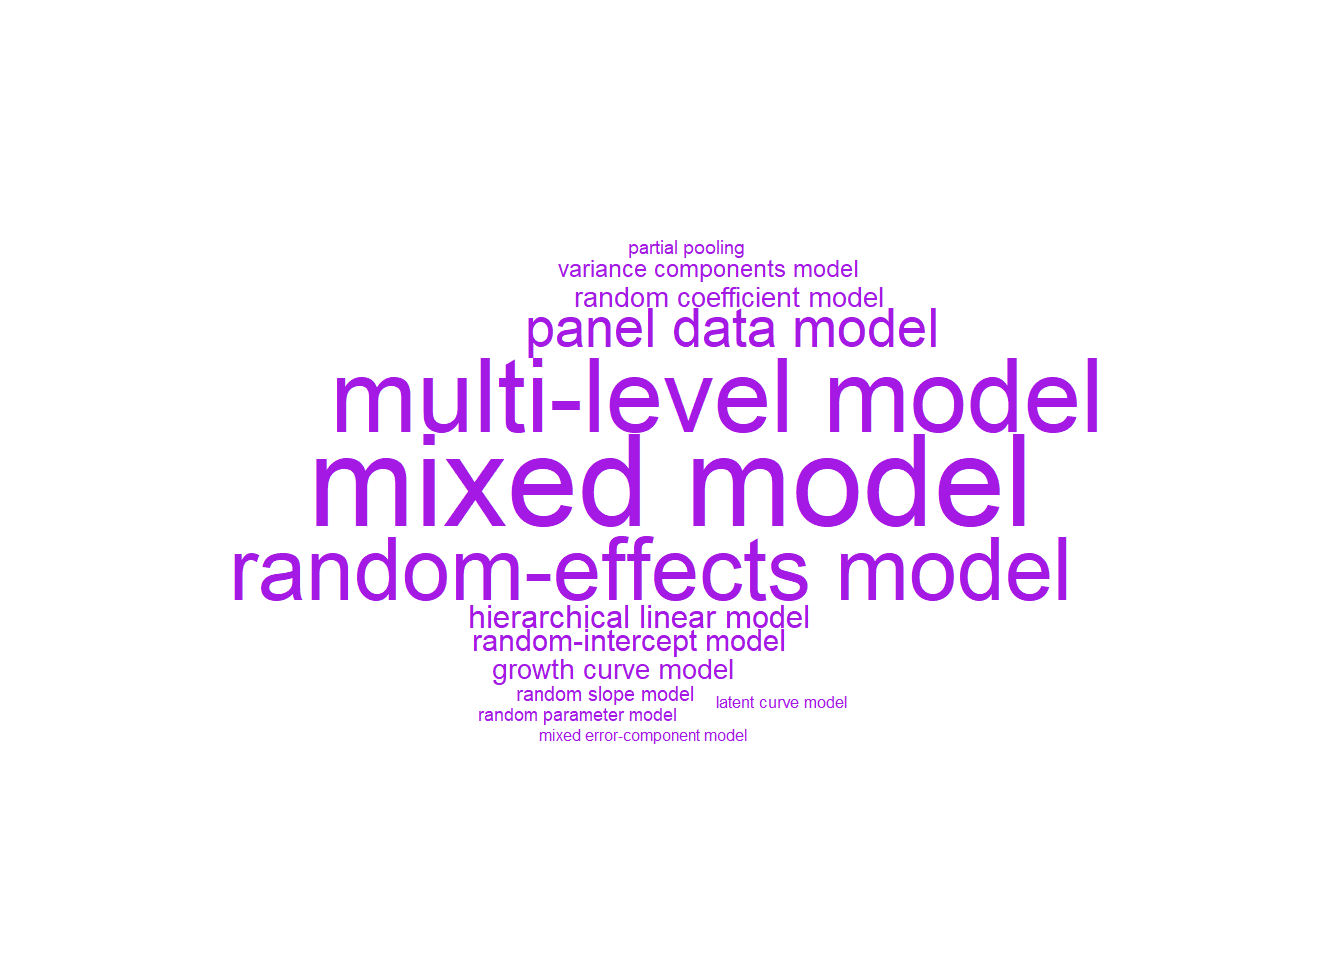 partial pooling
variance components model
random coefficient model
panel data model
multi-level model
mixed model
random-effects model
hierarchical linear model
random-intercept model
growth curve model
random slope model
latent curve model
random parameter model
mixed error-component model